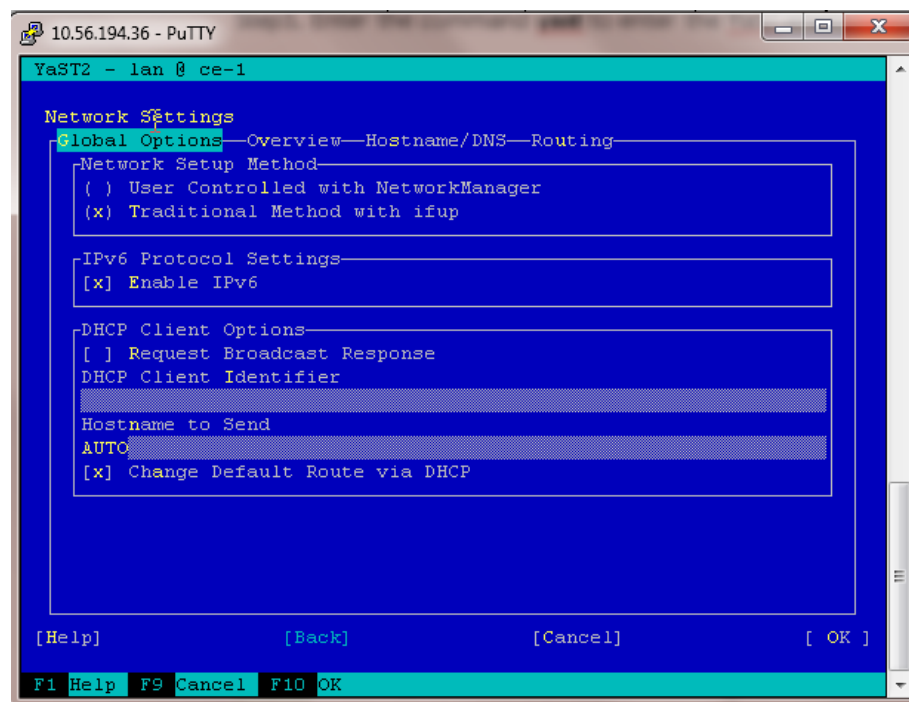 10.56.194.36 - PuTTY
YaST2 - lan @ ce-1
Network Settings
Global Options—Overview—Hostname/DNS—Routing
Network Setup Method
( ) User Controlled with NetworkManager
(x) Traditional Method with ifup
IPv6 Protocol Settings
[x] Enable IPv6
DHCP Client Options
[ ] Request Broadcast Response
DHCP Client Identifier
Hostname to Send
AUTO
[x] Change Default Route via DHCP
[Help] [Back] [Cancel] [ OK ]
F1 Help F9 Cancel F10 OK